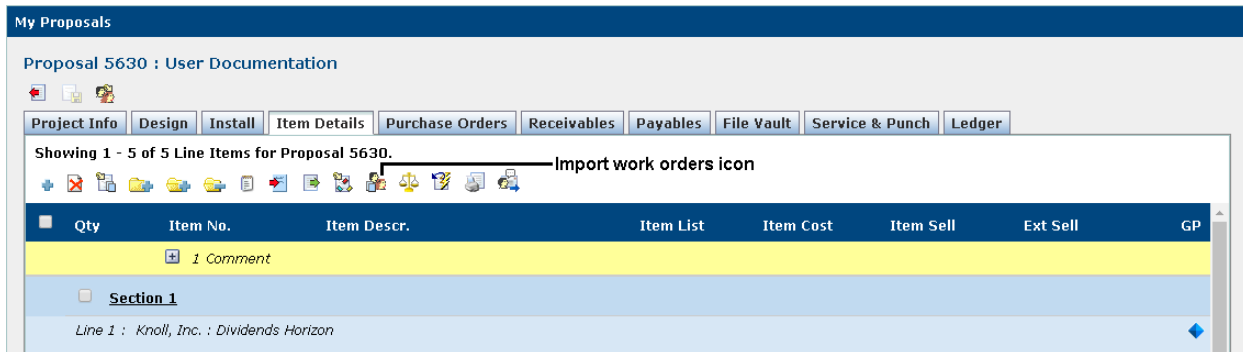 My Proposals
Proposal 5630 : User Documentation
Project Info Design Install Item Details Purchase Orders Receivables Payables File Vault Service & Punch Ledger
Showing 1 - 5 of 5 Line Items for Proposal 5630.
Import work orders icon
Qty Item No. Item Descr. Item List Item Cost Item Sell Ext Sell GP
1 Comment
Section 1
Line 1 : Knoll, Inc. : Dividends Horizon